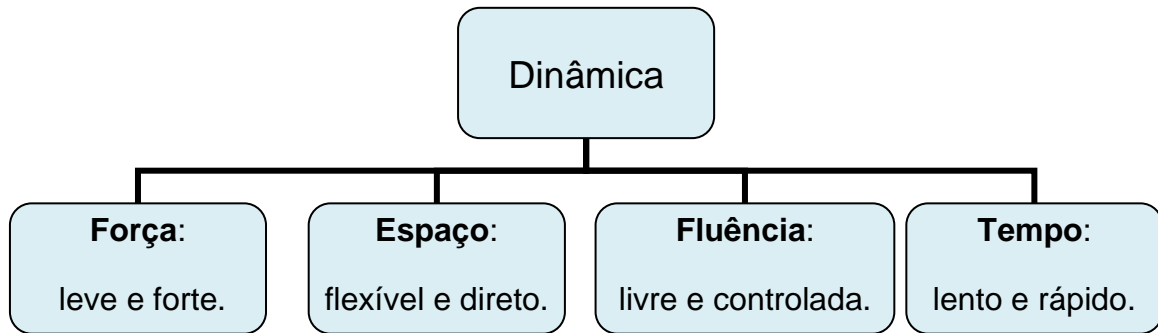 Dinâmica
Força:
leve e forte.
Espaço:
flexível e direto.
Fluência:
livre e controlada.
Tempo:
lento e rápido.